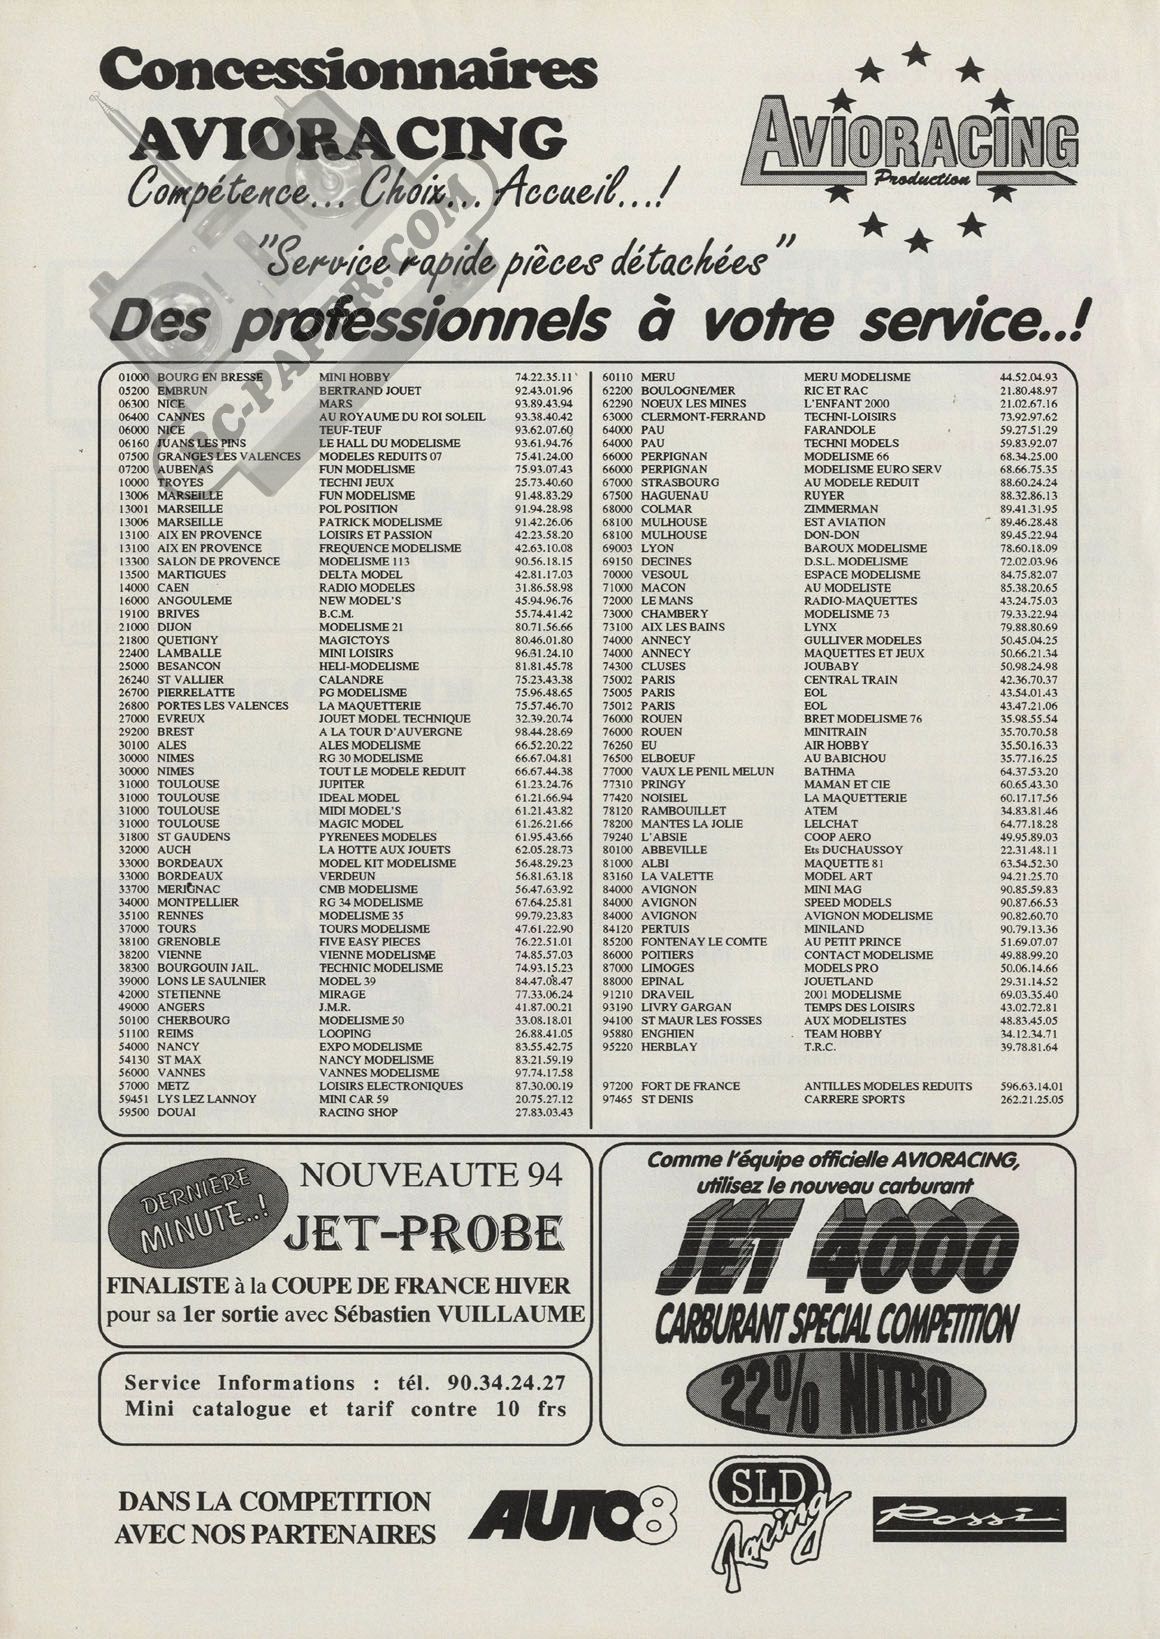 Concessionnaires
AVIORACING
Compétence... Choix... Accueil...!
"Service rapide pièces détachées"
AVIORACING
Production
RC-PAPER.COM
Des professionnels à votre service..!
01000 BOURG EN BRESSE MINI HOBBY 74.22.35.11
05200 EMBRUN BERTRAND JOUET 92.43.01.96
06300 NICE MARS 93.89.43.94
06400 CANNES AU ROYAUME DU ROI SOLEIL 93.38.40.42
06000 NICE TEUF-TEUF 93.62.07.60
06160 JUANS LES PINS LE HALL DU MODELISME 93.61.94.76
07500 GRANGES LES VALENCES MODELES REDUITS 07 75.41.24.00
07200 AUBENAS FUN MODELISME 75.93.07.43
10000 TROYES TECHNI JEUX 25.73.40.60
13006 MARSEILLE FUN MODELISME 91.48.83.29
13001 MARSEILLE POL POSITION 91.94.28.98
13006 MARSEILLE PATRICK MODELISME 91.42.26.06
13100 AIX EN PROVENCE LOISIRS ET PASSION 42.23.58.20
13100 AIX EN PROVENCE FREQUENCE MODELISME 42.63.10.08
13300 SALON DE PROVENCE MODELISME 113 90.56.18.15
13500 MARTIGUES DELTA MODEL 42.81.17.03
14000 CAEN RADIO MODELES 31.86.58.98
16000 ANGOULEME NEW MODEL'S 45.94.96.76
19100 BRIVES B.C.M. 55.74.41.42
21000 DIJON MODELISME 21 80.71.56.66
21800 QUETIGNY MAGICTOYS 80.46.01.80
22400 LAMBALLE MINI LOISIRS 96.31.24.10
25000 BESANCON HELI-MODELISME 81.81.45.78
26240 ST VALLIER CALANDRE 75.23.43.38
26700 PIERRELATTE PG MODELISME 75.96.48.65
26800 PORTES LES VALENCES LA MAQUETTERIE 75.57.46.70
27000 EVREUX JOUET MODEL TECHNIQUE 32.39.20.74
29200 BREST A LA TOUR D'AUVERGNE 98.44.28.69
30100 ALES ALES MODELISME 66.52.20.22
30000 NIMES RG 30 MODELISME 66.67.04.81
30000 NIMES TOUT LE MODELE REDUIT 66.67.44.38
31000 TOULOUSE JUPITER 61.23.24.76
31000 TOULOUSE IDEAL MODEL 61.21.66.94
31000 TOULOUSE MIDI MODEL'S 61.21.43.82
31000 TOULOUSE MAGIC MODEL 61.26.21.66
31800 ST GAUDENS PYRENEES MODELES 61.95.43.66
32000 AUCH LA HOTTE AUX JOUETS 62.05.28.73
33000 BORDEAUX MODEL KIT MODELISME 56.48.29.23
33000 BORDEAUX VERDEUN 56.81.63.18
33700 MERIGNAC CMB MODELISME 56.47.63.92
34000 MONTPELLIER RG 34 MODELISME 67.64.25.81
35100 RENNES MODELISME 35 99.79.23.83
37000 TOURS TOURS MODELISME 47.61.22.90
38100 GRENOBLE FIVE EASY PIECES 76.22.51.01
38200 VIENNE VIENNE MODELISME 74.85.57.03
38300 BOURGOUIN JAIL. TECHNIC MODELISME 74.93.15.23
39000 LONS LE SAULNIER MODEL 39 84.47.08.47
42000 STETIENNE MIRAGE 77.33.06.24
49000 ANGERS J.M.R. 41.87.00.21
50100 CHERBOURG MODELISME 50 33.08.18.01
51100 REIMS LOOPING 26.88.41.05
54000 NANCY EXPO MODELISME 83.55.42.75
54130 ST MAX NANCY MODELISME 83.21.59.19
56000 VANNES VANNES MODELISME 97.74.17.58
57000 METZ LOISIRS ELECTRONIQUES 87.30.00.19
59451 LYS LEZ LANNOY MINI CAR 59 20.75.27.12
59500 DOUAI RACING SHOP 27.83.03.43
60110 MERU MERU MODELISME 44.52.04.93
62200 BOULOGNE/MER RIC ET RAC 21.80.48.97
62290 NOEUX LES MINES L'ENFANT 2000 21.02.67.16
63000 CLERMONT-FERRAND TECHNI-LOISIRS 73.92.97.62
64000 PAU FARANDOLE 59.27.51.29
64000 PAU TECHNI MODELS 59.83.92.07
66000 PERPIGNAN MODELISME 66 68.34.25.00
66000 PERPIGNAN MODELISME EURO SERV 68.66.75.35
67000 STRASBOURG AU MODELE REDUIT 88.60.24.24
67500 HAGUENAU RUYER 88.32.86.13
68000 COLMAR ZIMMERMAN 89.41.31.95
68100 MULHOUSE EST AVIATION 89.46.28.48
68100 MULHOUSE DON-DON 89.45.22.94
69003 LYON BAROUX MODELISME 78.60.18.09
69150 DECINES D.S.L. MODELISME 72.02.03.96
70000 VESOUL ESPACE MODELISME 84.75.82.07
71000 MACON AU MODELISTE 85.38.20.65
72000 LE MANS RADIO-MAQUETTES 43.24.75.03
73000 CHAMBERY MODELISME 73 79.33.22.94
73100 AIX LES BAINS LYNX 79.88.80.69
74000 ANNECY GULLIVER MODELES 50.45.04.25
74000 ANNECY MAQUETTES ET JEUX 50.66.21.34
74300 CLUSES JOUBABY 50.98.24.98
75002 PARIS CENTRAL TRAIN 42.36.70.37
75005 PARIS EOL 43.54.01.43
75012 PARIS EOL 43.47.21.06
76000 ROUEN BRET MODELISME 76 35.98.55.54
76000 ROUEN MINITRAIN 35.70.70.58
76260 EU AIR HOBBY 35.50.16.33
76500 ELBOEUF AU BABICHOU 35.77.16.25
77000 VAUX LE PENIL MELUN BATHMA 64.37.53.20
77310 PRINGY MAMAN ET CIE 60.65.43.30
77420 NOISIEL LA MAQUETTERIE 60.17.17.56
78120 RAMBOUILLET ATEM 34.83.81.46
78200 MANTES LA JOLIE LELCHAT 64.77.18.28
79240 L'ABSIE COOP AERO 49.95.89.03
80100 ABBEVILLE Ets DUCHAUSSOY 22.31.48.11
81000 ALBI MAQUETTE 81 63.54.52.30
83160 LA VALETTE MODEL ART 94.21.25.70
84000 AVIGNON MINI MAG 90.85.59.83
84000 AVIGNON SPEED MODELS 90.87.66.53
84000 AVIGNON AVIGNON MODELISME 90.82.60.70
84120 PERTUIS MINILAND 90.79.13.36
85200 FONTENAY LE COMTE AU PETIT PRINCE 51.69.07.07
86000 POITIERS CONTACT MODELISME 49.88.99.20
87000 LIMOGES MODELS PRO 50.06.14.66
88000 EPINAL JOUETLAND 29.31.14.52
91210 DRAVEIL 2001 MODELISME 69.03.35.40
93190 LIVRY GARGAN TEMPS DES LOISIRS 43.02.72.81
94100 ST MAUR LES FOSSES AUX MODELISTES 48.83.45.05
95880 ENGHIEN TEAM HOBBY 34.12.34.71
95220 HERBLAY T.R.C. 39.78.81.64
97200 FORT DE FRANCE ANTILLES MODELES REDUITS 596.63.14.01
97465 ST DENIS CARRERE SPORTS 262.21.25.05
DERNIÈRE
MINUTE..!
NOUVEAUTE 94
JET-PROBE
FINALISTE à la COUPE DE FRANCE HIVER
pour sa 1er sortie avec Sébastien VUILLAUME
Service Informations : tél. 90.34.24.27
Mini catalogue et tarif contre 10 frs
Comme l'équipe officielle AVIORACING,
utilisez le nouveau carburant
JET 4000
CARBURANT SPECIAL COMPETITION
22% NITRO
DANS LA COMPETITION
AVEC NOS PARTENAIRES
AUTO8
SLD
Racing
Rossi